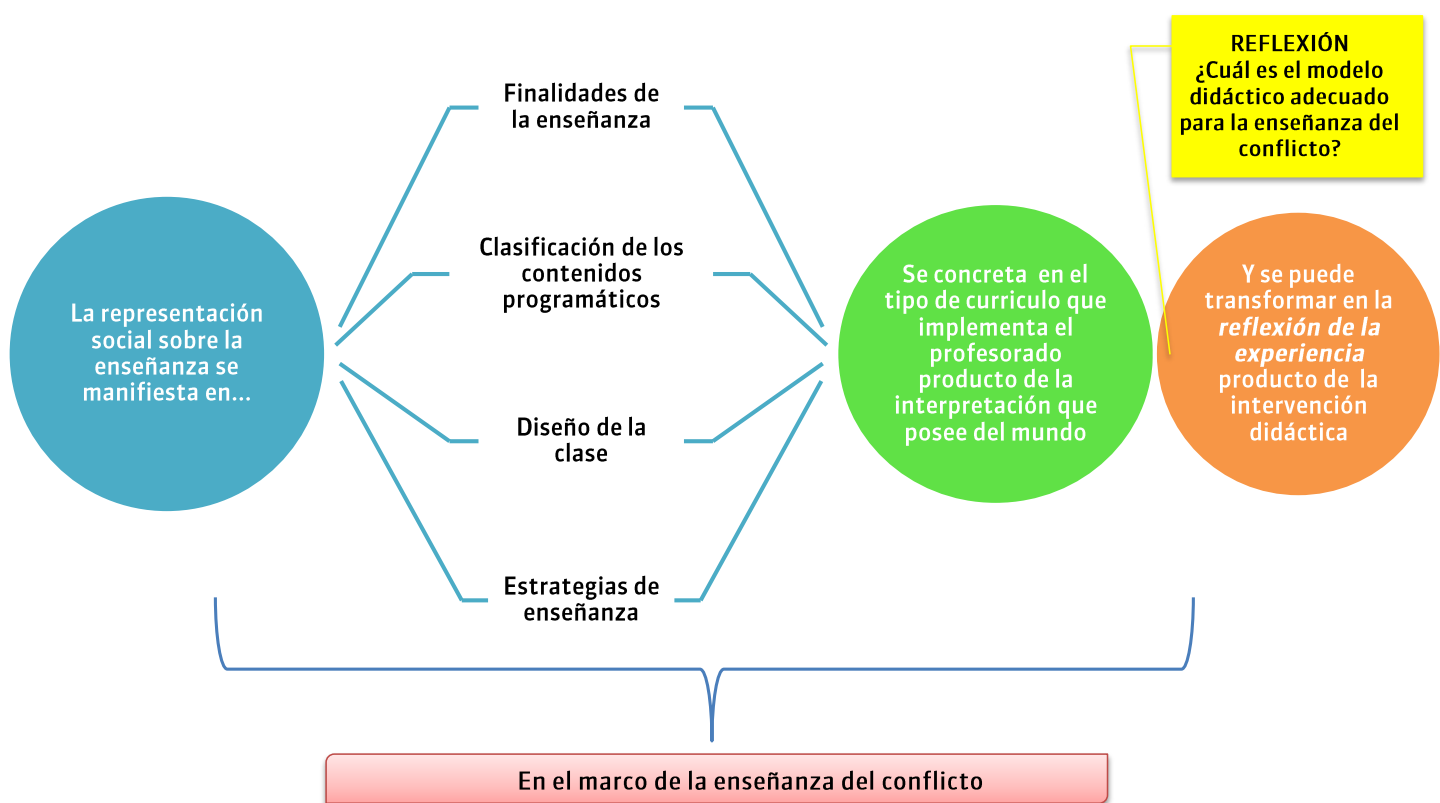 REFLEXIÓN
¿Cuál es el modelo
didáctico adecuado
para la enseñanza del
conflicto?
Finalidades de
la enseñanza
Clasificación de los
contenidos
programáticos
Diseño de la
clase
Estrategias de
enseñanza
La representación
social sobre la
enseñanza se
manifiesta en...
Se concreta en el
tipo de curriculo que
implementa el
profesorado
producto de la
interpretación que
posee del mundo
Y se puede
transformar en la
reflexión de la
experiencia
producto de la
intervención
didáctica
En el marco de la enseñanza del conflicto